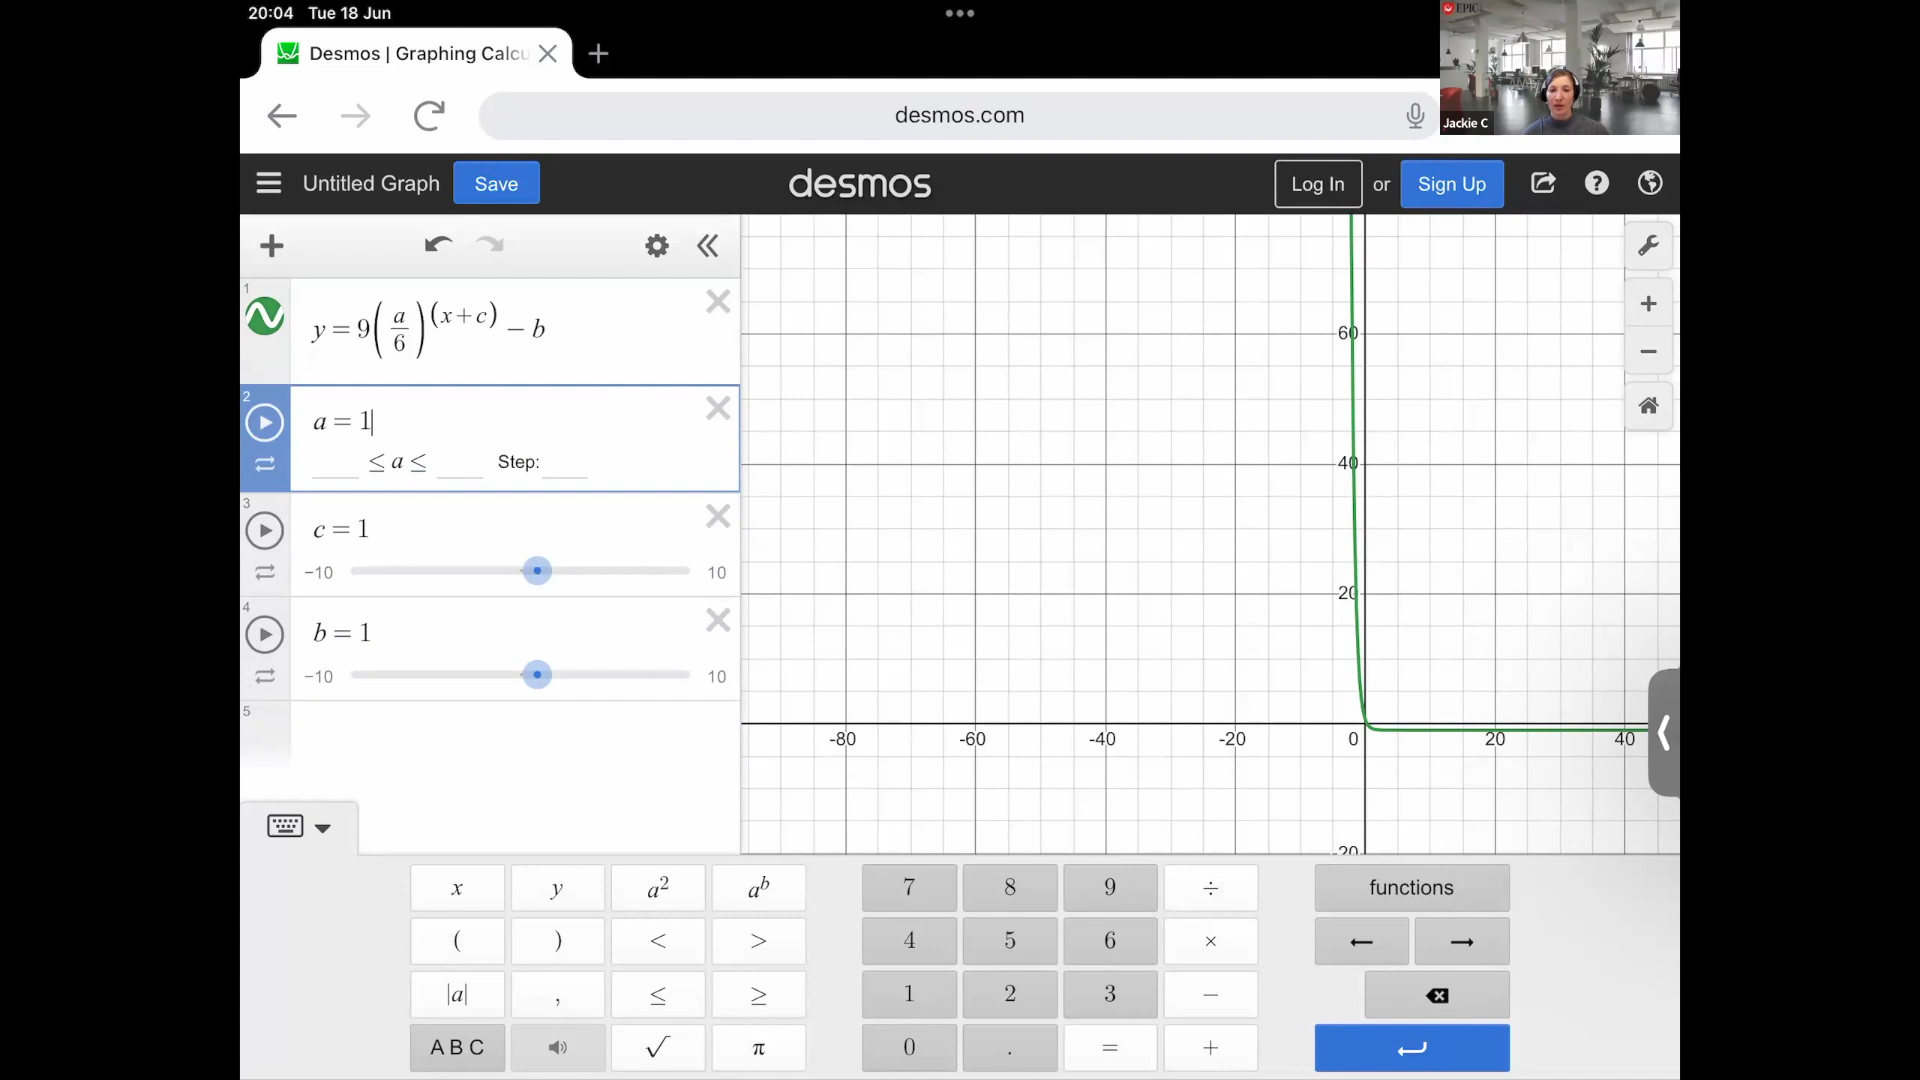 20:04 Tue 18 Jun
Desmos | Graphing Calcu
desmos.com
EPIC
Jackie C
Untitled Graph Save desmos Log In or Sign Up
1
y = 9(a/6)^(x+c) − b
2
a = 1
≤ a ≤ Step:
3
c = 1
−10 10
4
b = 1
−10 10
5
60
40
20
-80 -60 -40 -20 0 20 40
-20
x y a² a^b 7 8 9 ÷ functions
( ) < > 4 5 6 × ← →
|a| , ≤ ≥ 1 2 3 −
A B C √ π 0 . = +